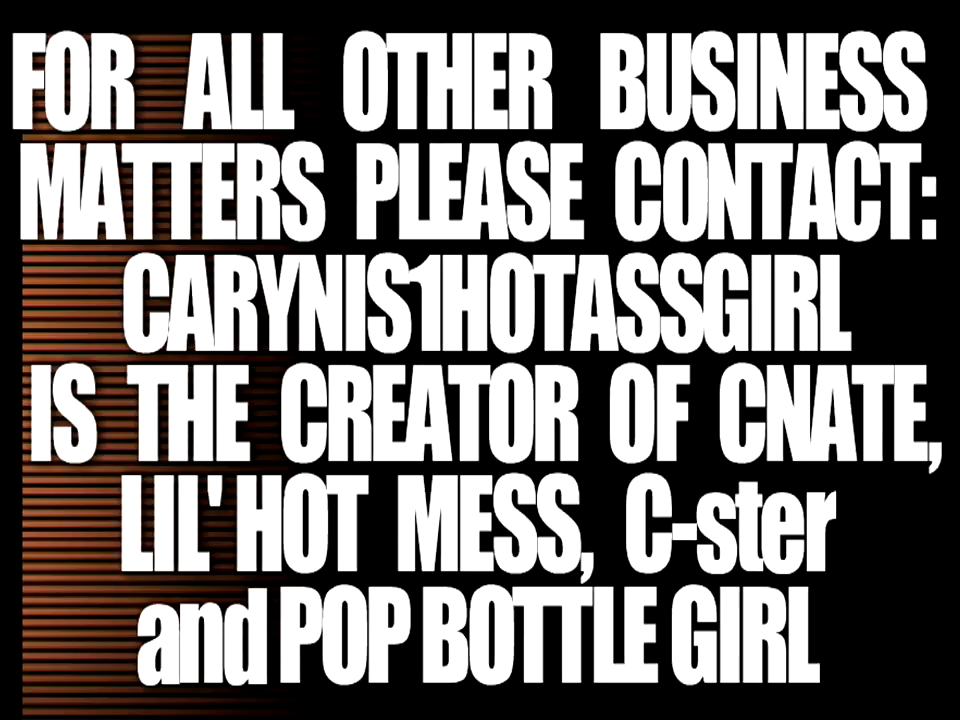 FOR ALL OTHER BUSINESS
MATTERS PLEASE CONTACT:
CARYNIS1HOTASSGIRL
IS THE CREATOR OF CNATE,
LIL' HOT MESS, C-ster
and POP BOTTLE GIRL